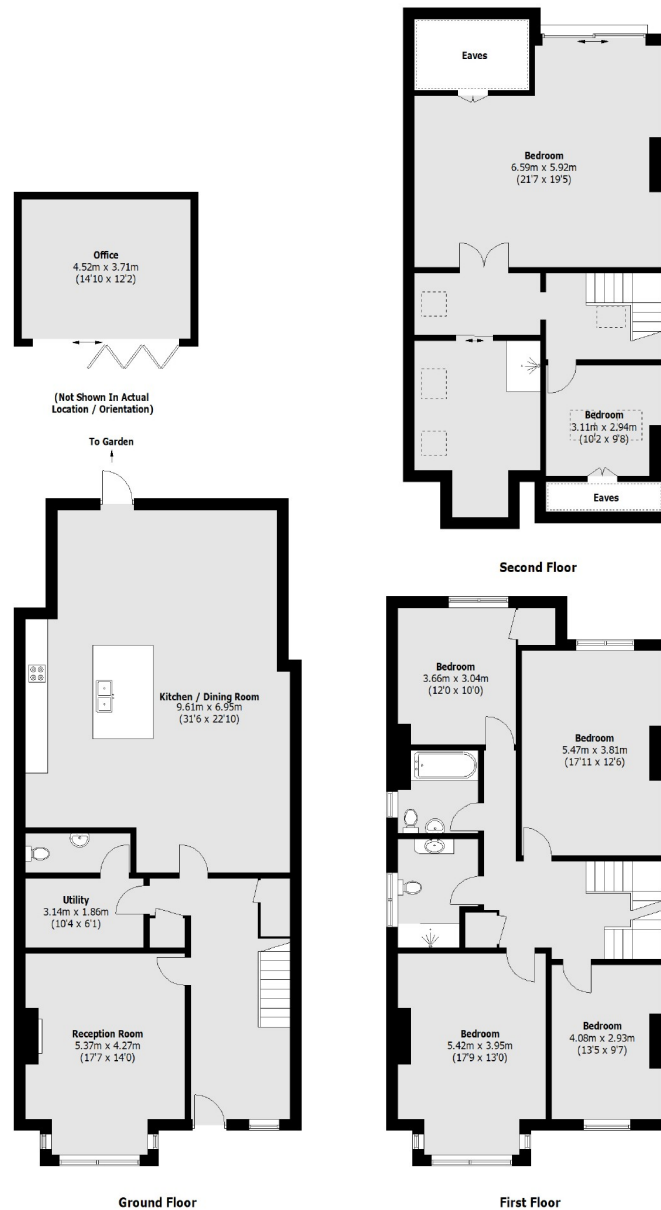 Eaves
Bedroom
6.59m x 5.92m
(21'7 x 19'5)
Office
4.52m x 3.71m
(14'10 x 12'2)
(Not Shown In Actual
Location / Orientation)
To Garden
Bedroom
3.11m x 2.94m
(10'2 x 9'8)
Eaves
Second Floor
Kitchen / Dining Room
9.61m x 6.95m
(31'6 x 22'10)
Utility
3.14m x 1.86m
(10'4 x 6'1)
Reception Room
5.37m x 4.27m
(17'7 x 14'0)
Ground Floor
Bedroom
3.66m x 3.04m
(12'0 x 10'0)
Bedroom
5.47m x 3.81m
(17'11 x 12'6)
Bedroom
5.42m x 3.95m
(17'9 x 13'0)
Bedroom
4.08m x 2.93m
(13'5 x 9'7)
First Floor